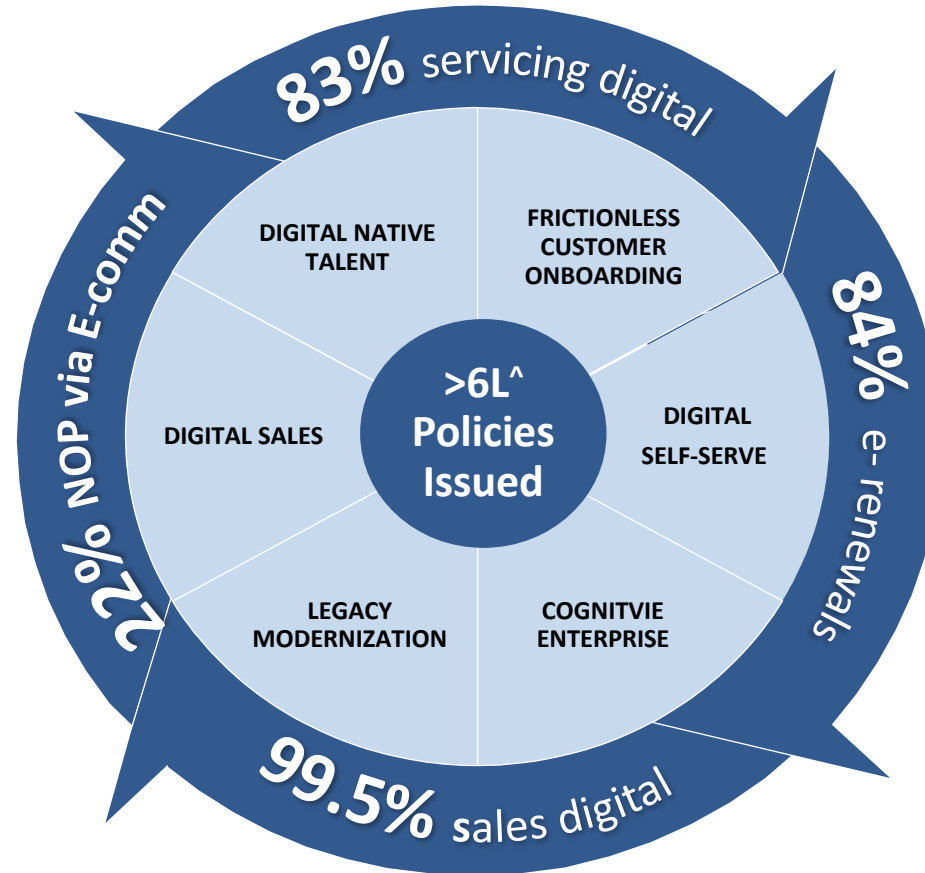 83% servicing digital
84% e- renewals
99.5% sales digital
22% NOP via E-comm
DIGITAL NATIVE
TALENT
FRICTIONLESS
CUSTOMER
ONBOARDING
DIGITAL SALES
>6L^
Policies
Issued
DIGITAL
SELF-SERVE
LEGACY
MODERNIZATION
COGNITVIE
ENTERPRISE